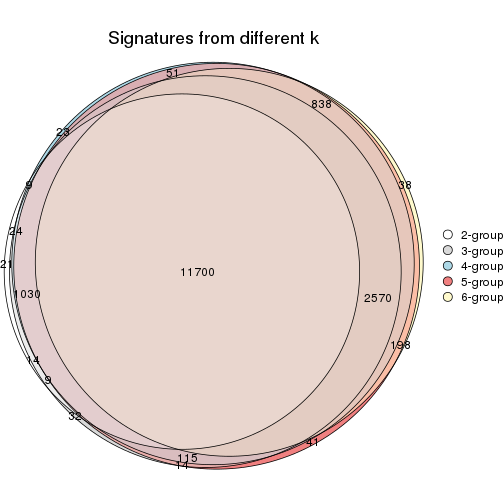 Signatures from different k
51
838
23
9
38
24
21
11700
1030
2570
198
14
9
32
41
115
14
2-group
3-group
4-group
5-group
6-group